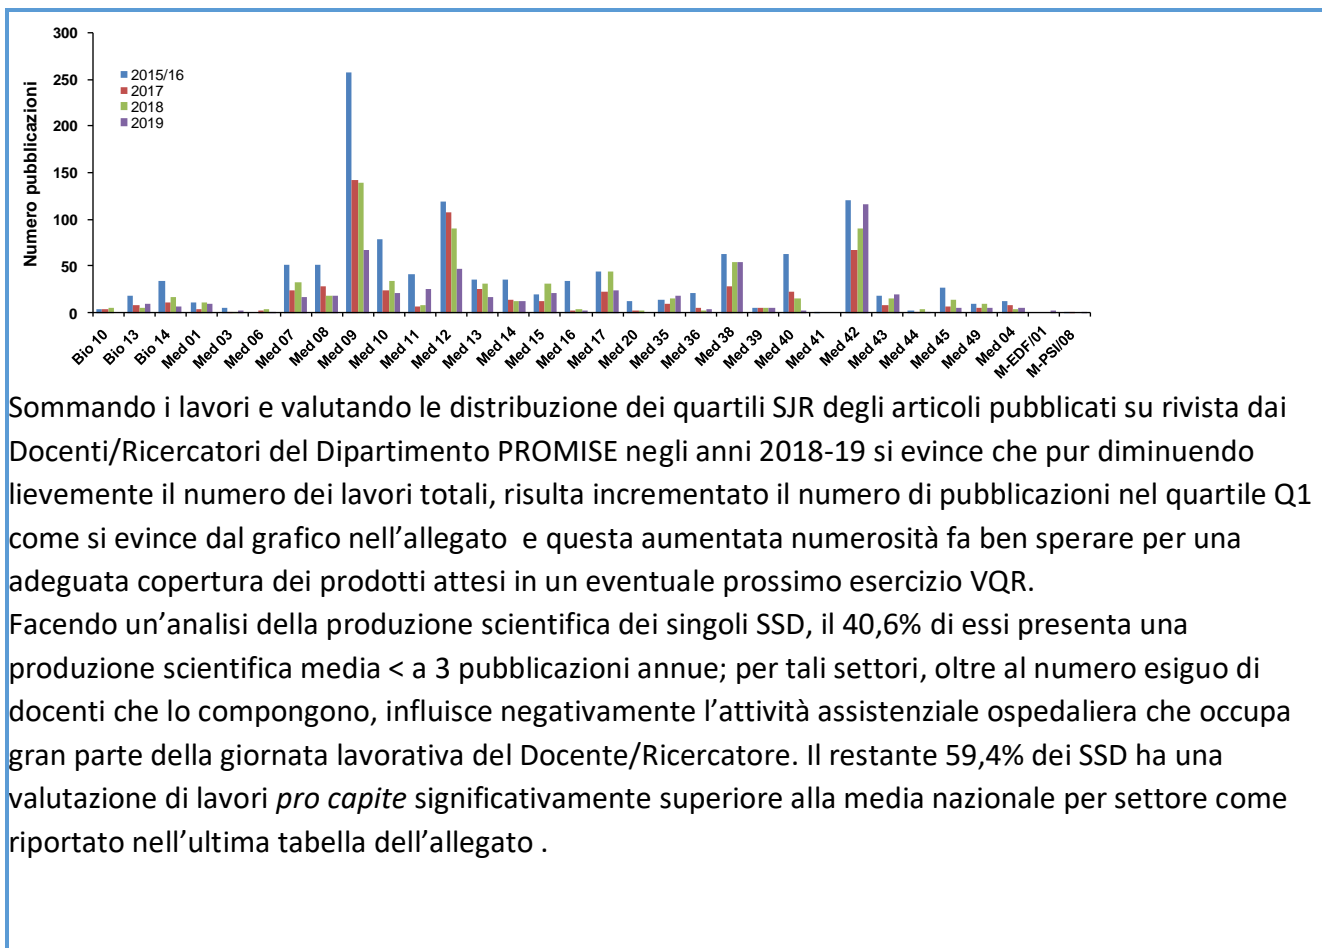 300
250
200
150
100
50
0
Numero pubblicazioni
2015/16
2017
2018
2019
Bio 10
Bio 13
Bio 14
Med 01
Med 03
Med 06
Med 07
Med 08
Med 09
Med 10
Med 11
Med 12
Med 13
Med 14
Med 15
Med 16
Med 17
Med 20
Med 35
Med 36
Med 38
Med 39
Med 40
Med 41
Med 42
Med 43
Med 44
Med 45
Med 49
Med 04
M-EDF/01
M-PSI/08
Sommando i lavori e valutando le distribuzione dei quartili SJR degli articoli pubblicati su rivista dai
Docenti/Ricercatori del Dipartimento PROMISE negli anni 2018-19 si evince che pur diminuendo
lievemente il numero dei lavori totali, risulta incrementato il numero di pubblicazioni nel quartile Q1
come si evince dal grafico nell’allegato  e questa aumentata numerosità fa ben sperare per una
adeguata copertura dei prodotti attesi in un eventuale prossimo esercizio VQR.
Facendo un’analisi della produzione scientifica dei singoli SSD, il 40,6% di essi presenta una
produzione scientifica media < a 3 pubblicazioni annue; per tali settori, oltre al numero esiguo di
docenti che lo compongono, influisce negativamente l’attività assistenziale ospedaliera che occupa
gran parte della giornata lavorativa del Docente/Ricercatore. Il restante 59,4% dei SSD ha una
valutazione di lavori pro capite significativamente superiore alla media nazionale per settore come
riportato nell’ultima tabella dell’allegato .